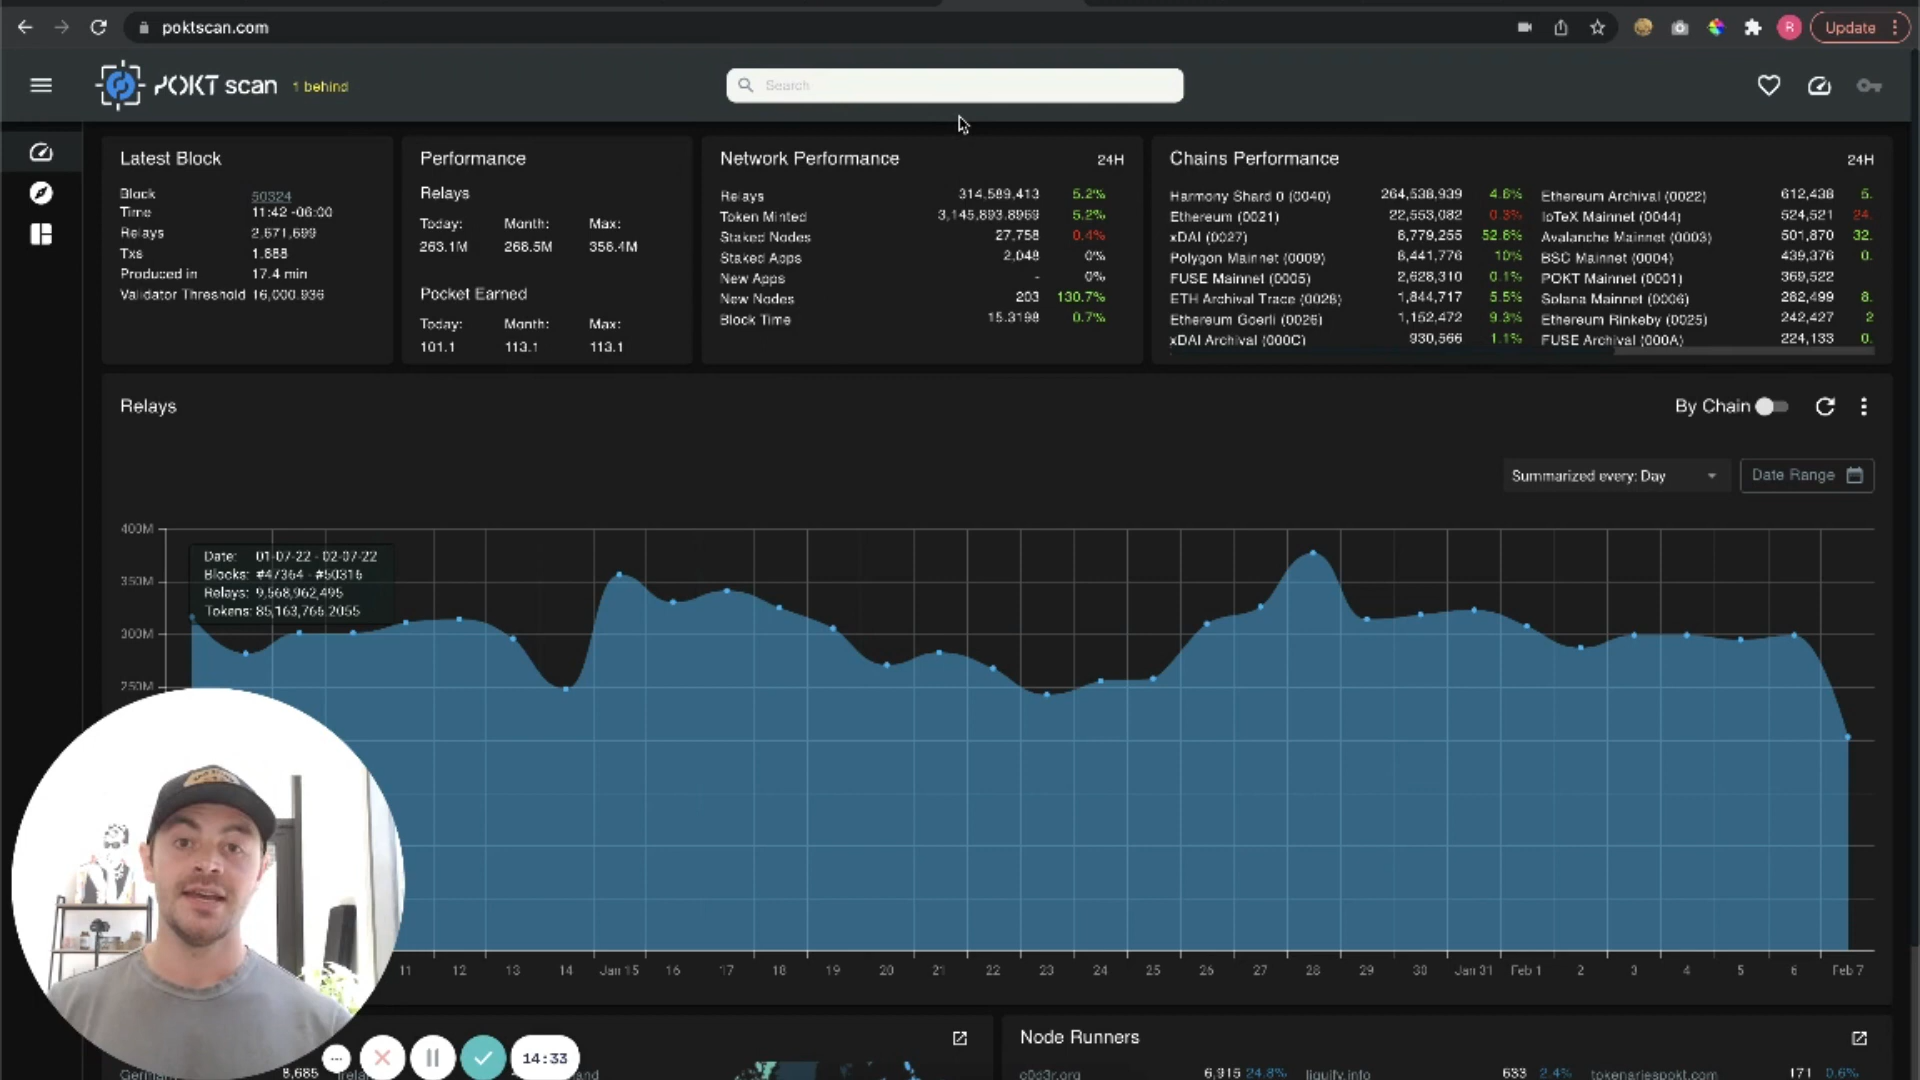 poktscan.com
Update
POKT scan 1 behind
Search
Latest Block
Block 50324
Time 11:42 -06:00
Relays 2,671,699
Txs 1.688
Produced in 17.4 min
Validator Threshold 16,000.936
Performance
Relays
Today: Month: Max:
263.1M 268.5M 356.4M
Pocket Earned
Today: Month: Max:
101.1 113.1 113.1
Network Performance 24H
Relays 314,589,413 5.2%
Token Minted 3,145,893.8969 5.2%
Staked Nodes 27,758 0.4%
Staked Apps 2,048 0%
New Apps - 0%
New Nodes 203 130.7%
Block Time 15.3198 0.7%
Chains Performance 24H
Harmony Shard 0 (0040) 264,538,939 4.6% Ethereum Archival (0022) 612,438 5.
Ethereum (0021) 22,553,082 0.3% IoTeX Mainnet (0044) 524,521 24.
xDAI (0027) 8,779,255 52.6% Avalanche Mainnet (0003) 501,870 32.
Polygon Mainnet (0009) 8,441,776 10% BSC Mainnet (0004) 439,376 0.
FUSE Mainnet (0005) 2,628,310 0.1% POKT Mainnet (0001) 369,522
ETH Archival Trace (0028) 1,844,717 5.5% Solana Mainnet (0006) 282,499 8.
Ethereum Goerli (0026) 1,152,472 9.3% Ethereum Rinkeby (0025) 242,427 2
xDAI Archival (000C) 930,566 1.1% FUSE Archival (000A) 224,133 0.
Relays
By Chain
Summarized every: Day
Date Range
400M
350M
300M
250M
Date: 01-07-22 - 02-07-22
Blocks: #47364 - #50316
Relays: 9,568,962,495
Tokens: 85,163,766.2055
11 12 13 14 Jan 15 16 17 18 19 20 21 22 23 24 25 26 27 28 29 30 Jan 31 Feb 1 2 3 4 5 6 Feb 7
14:33
Node Runners
8,685
c0d3r.org 6,915 24.8% liquify.info 633 2.4% tokenariespokt.com 171 0.6%